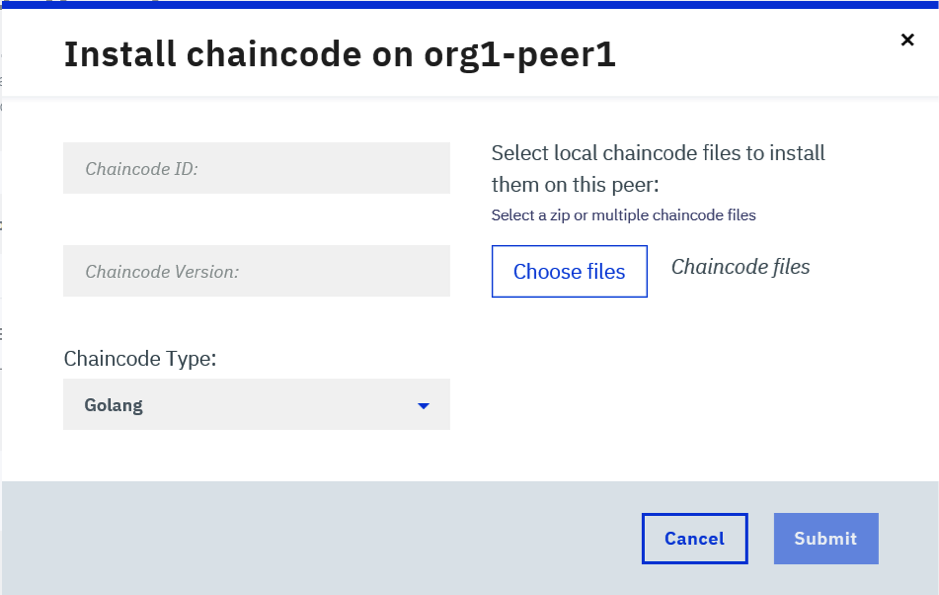 Install chaincode on org1-peer1
Chaincode ID:
Chaincode Version:
Chaincode Type:
Golang
Select local chaincode files to install
them on this peer:
Select a zip or multiple chaincode files
Choose files
Chaincode files
Cancel
Submit